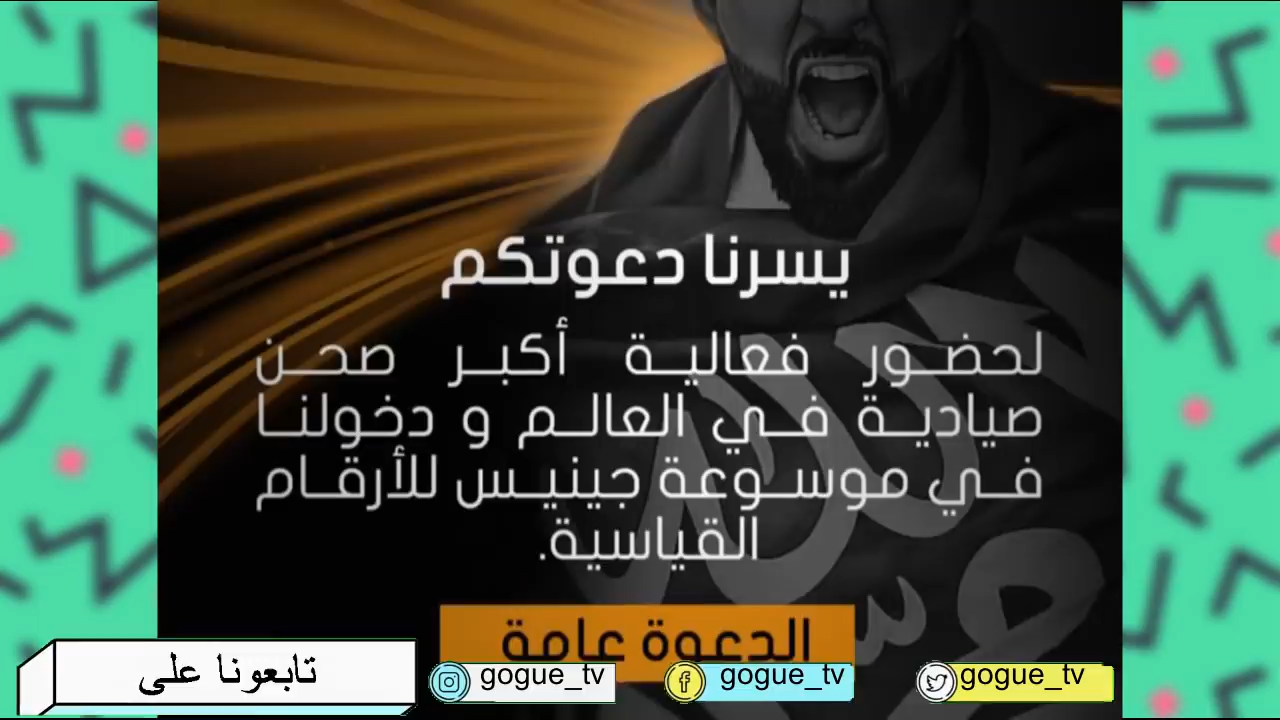 يسرنا دعوتكم
لحضور فعالية أكبر صحن
صيادية في العالم و دخولنا
في موسوعة جينيس للأرقام
القياسية.
الدعوة عامة
تابعونا على
gogue_tv
gogue_tv
gogue_tv